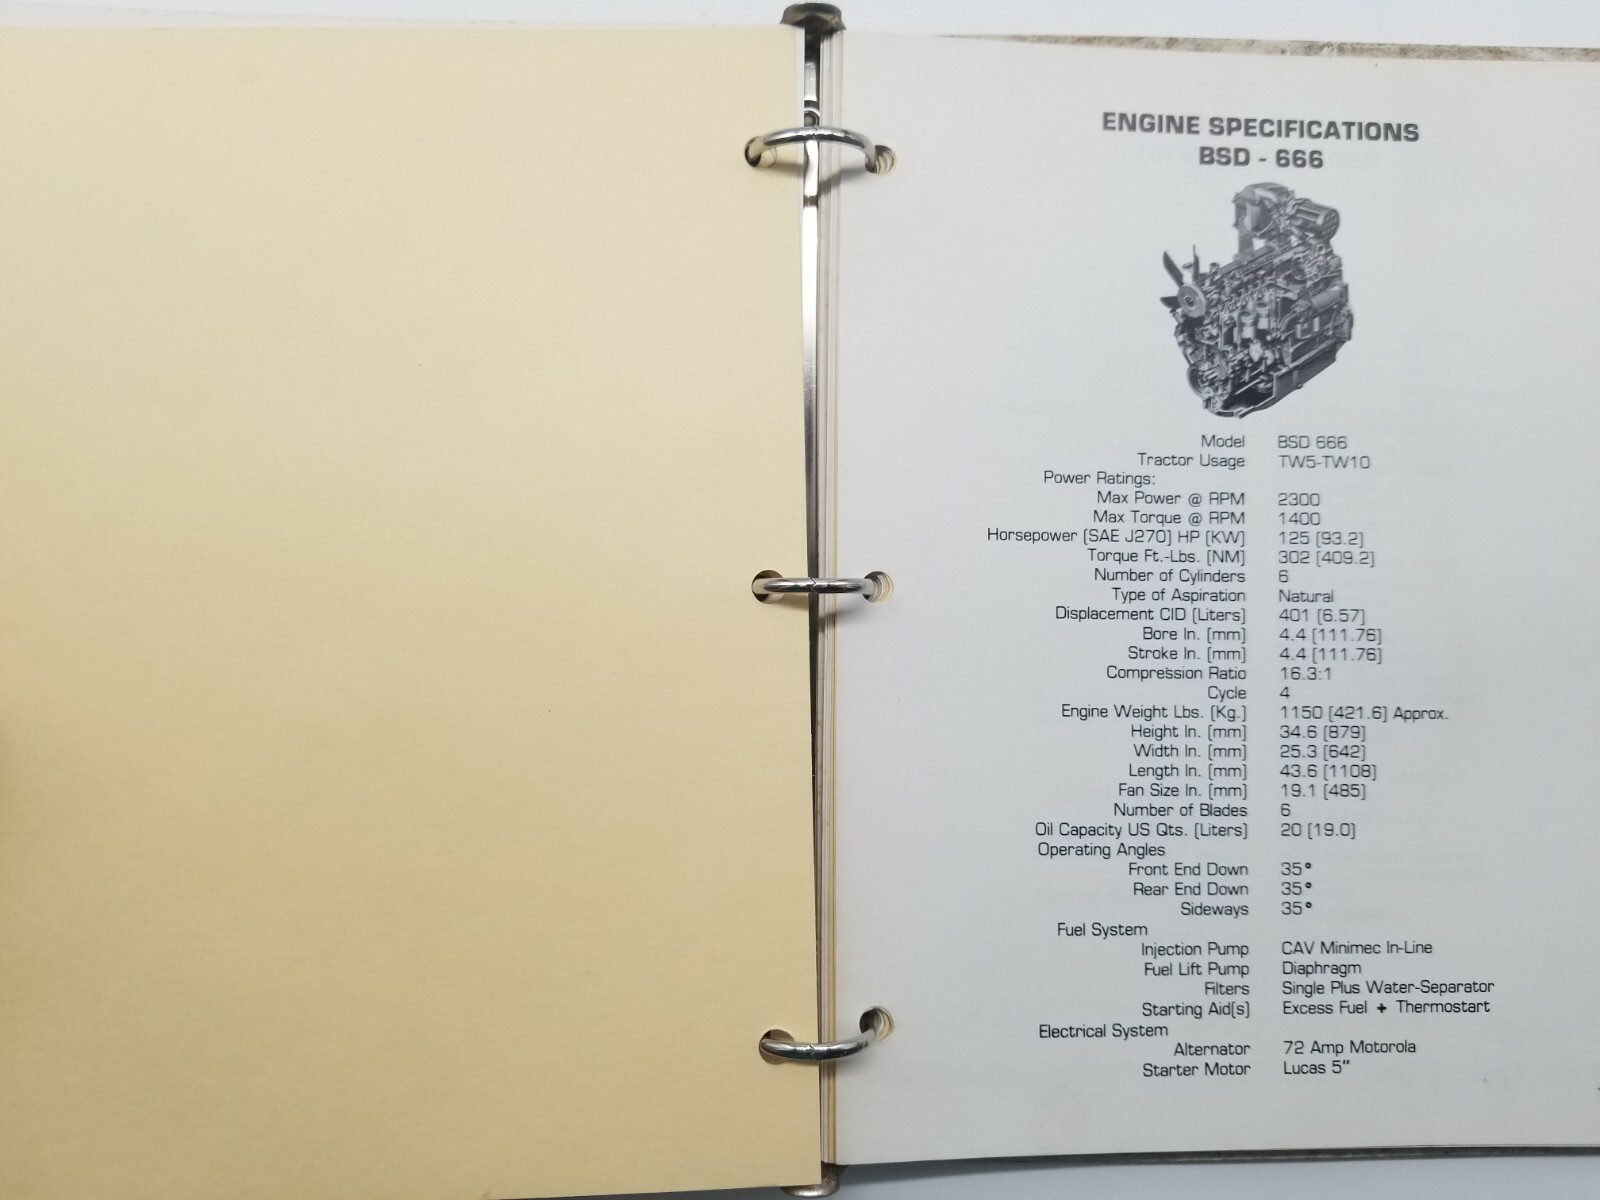 ENGINE SPECIFICATIONS
BSD - 666
Model BSD 666
Tractor Usage TW5-TW10
Power Ratings:
Max Power @ RPM 2300
Max Torque @ RPM 1400
Horsepower [SAE J270] HP [KW] 125 [93.2]
Torque Ft.-Lbs. [NM] 302 [409.2]
Number of Cylinders 6
Type of Aspiration Natural
Displacement CID [Liters] 401 [6.57]
Bore In. [mm] 4.4 [111.76]
Stroke In. [mm] 4.4 [111.76]
Compression Ratio 16.3:1
Cycle 4
Engine Weight Lbs. [Kg.] 1150 [421.6] Approx.
Height In. [mm] 34.6 [879]
Width In. [mm] 25.3 [642]
Length In. [mm] 43.6 [1108]
Fan Size In. [mm] 19.1 [485]
Number of Blades 6
Oil Capacity US Qts. [Liters] 20 [19.0]
Operating Angles
Front End Down 35°
Rear End Down 35°
Sideways 35°
Fuel System
Injection Pump CAV Minimec In-Line
Fuel Lift Pump Diaphragm
Filters Single Plus Water-Separator
Starting Aid[s] Excess Fuel + Thermostart
Electrical System
Alternator 72 Amp Motorola
Starter Motor Lucas 5"